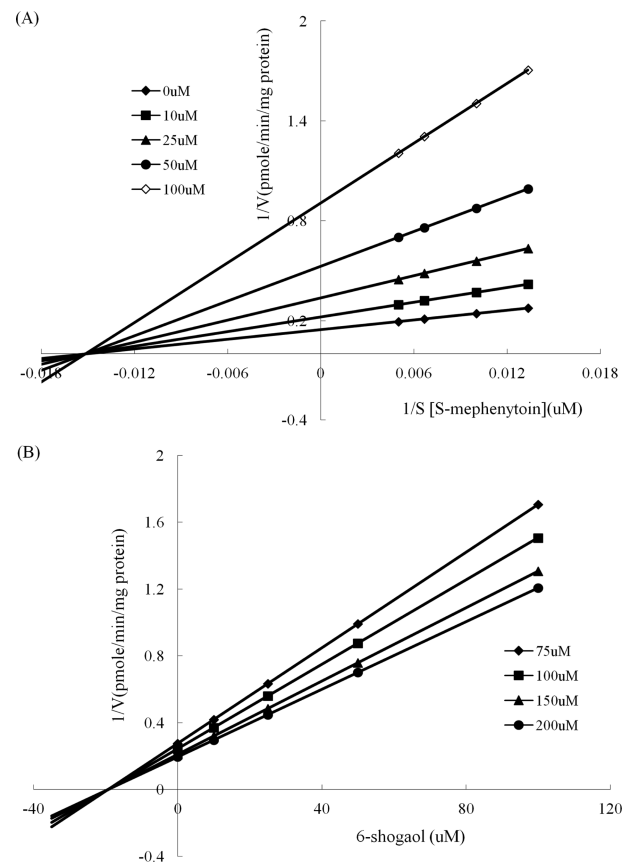 (A)
2
1.4
0.8
0.2
-0.4
1/V(pmole/min/mg protein)
0uM
10uM
25uM
50uM
100uM
-0.018
-0.012
-0.006
0
0.006
0.012
0.018
1/S [S-mephenytoin](uM)
(B)
2
1.6
1.2
0.8
0.4
0
-0.4
1/V(pmole/min/mg protein)
75uM
100uM
150uM
200uM
-40
0
40
80
120
6-shogaol (uM)